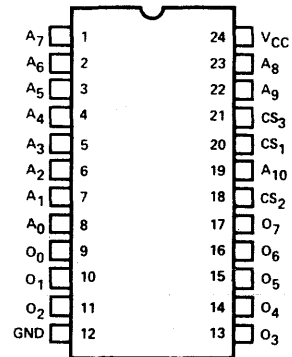 A7 1 24 VCC
A6 2 23 A8
A5 3 22 A9
A4 4 21 CS3
A3 5 20 CS1
A2 6 19 A10
A1 7 18 CS2
A0 8 17 O7
O0 9 16 O6
O1 10 15 O5
O2 11 14 O4
GND 12 13 O3